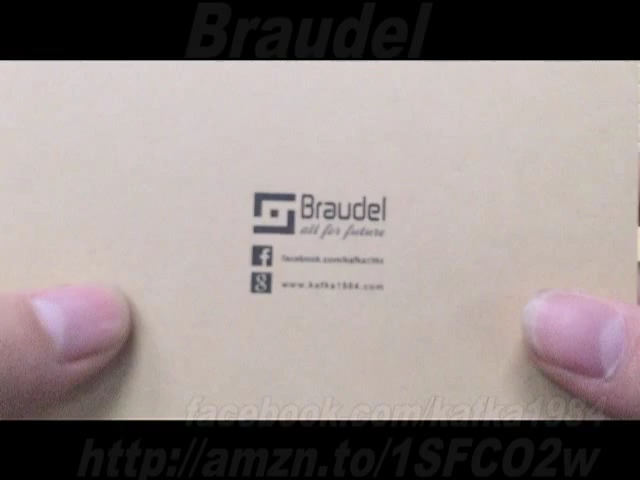 Braudel
Braudel
all for future
facebook.com/kafka1984
www.kafka1984.com
facebook.com/kafka1984
http://amzn.to/1SFCO2w